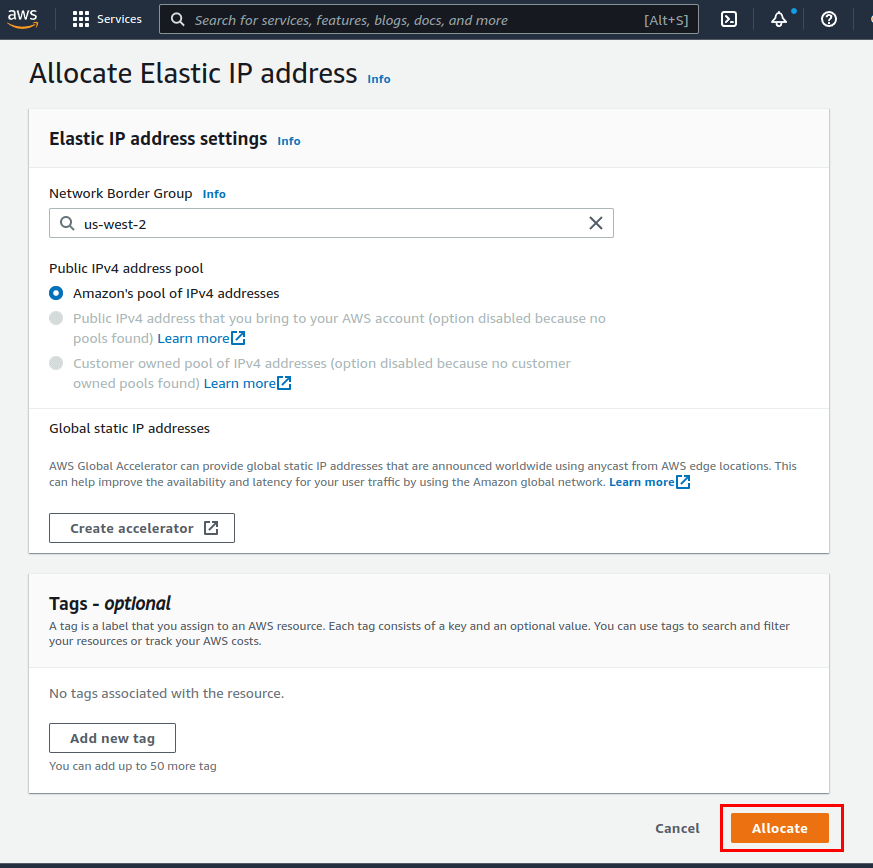 aws
Services
Search for services, features, blogs, docs, and more
[Alt+S]
Allocate Elastic IP address Info
Elastic IP address settings Info
Network Border Group Info
us-west-2
Public IPv4 address pool
Amazon's pool of IPv4 addresses
Public IPv4 address that you bring to your AWS account (option disabled because no
pools found) Learn more
Customer owned pool of IPv4 addresses (option disabled because no customer
owned pools found) Learn more
Global static IP addresses
AWS Global Accelerator can provide global static IP addresses that are announced worldwide using anycast from AWS edge locations. This
can help improve the availability and latency for your user traffic by using the Amazon global network. Learn more
Create accelerator
Tags - optional
A tag is a label that you assign to an AWS resource. Each tag consists of a key and an optional value. You can use tags to search and filter
your resources or track your AWS costs.
No tags associated with the resource.
Add new tag
You can add up to 50 more tag
Cancel
Allocate